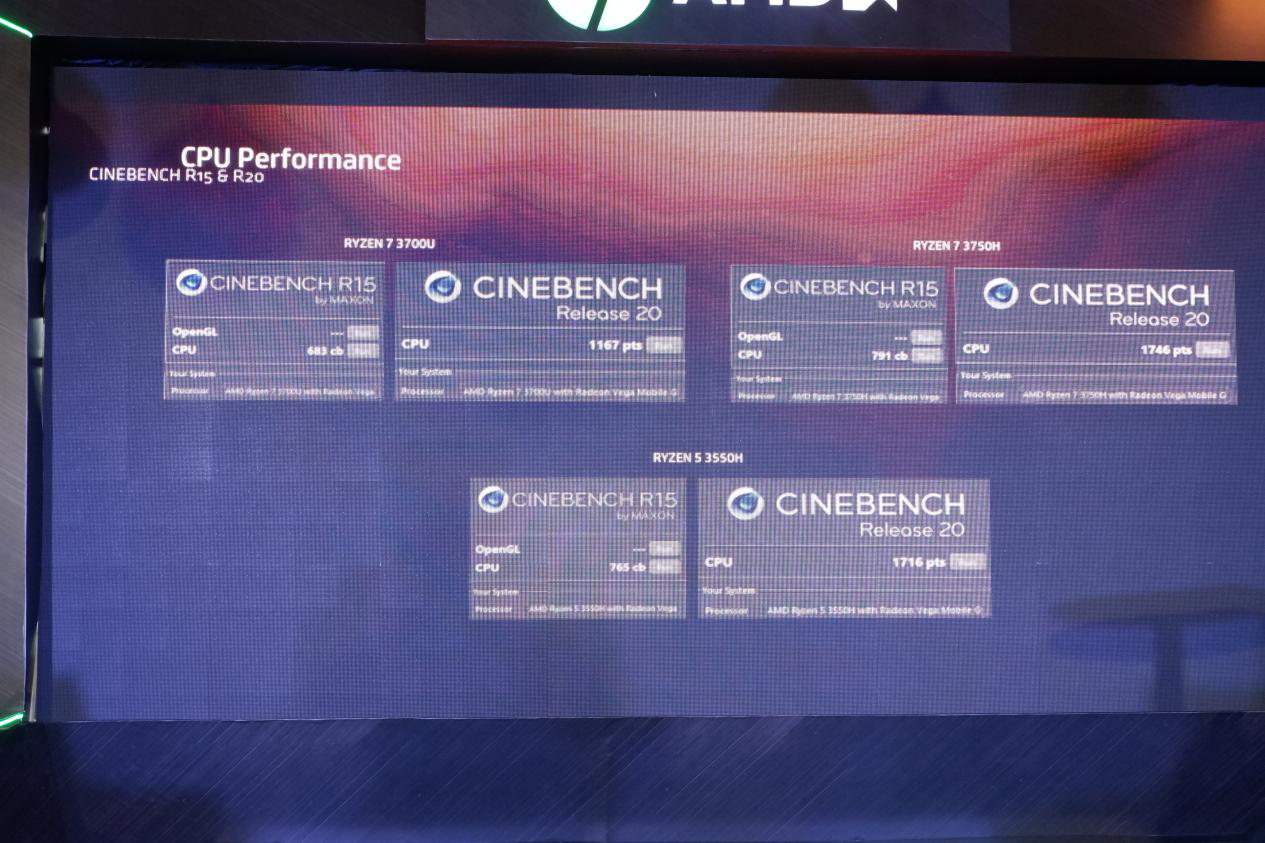 AMD
CPU Performance
CINEBENCH R15 & R20
RYZEN 7 3700U
CINEBENCH R15
by MAXON
OpenGL ---
CPU 683 cb
Your System
Processor AMD Ryzen 7 3700U with Radeon Vega
CINEBENCH
Release 20
CPU 1167 pts
Your System
Processor AMD Ryzen 7 3700U with Radeon Vega Mobile G
RYZEN 7 3750H
CINEBENCH R15
by MAXON
OpenGL ---
CPU 791 cb
Your System
Processor AMD Ryzen 7 3750H with Radeon Vega
CINEBENCH
Release 20
CPU 1746 pts
Your System
Processor AMD Ryzen 7 3750H with Radeon Vega Mobile G
RYZEN 5 3550H
CINEBENCH R15
by MAXON
OpenGL ---
CPU 765 cb
Your System
Processor AMD Ryzen 5 3550H with Radeon Vega
CINEBENCH
Release 20
CPU 1716 pts
Your System
Processor AMD Ryzen 5 3550H with Radeon Vega Mobile G